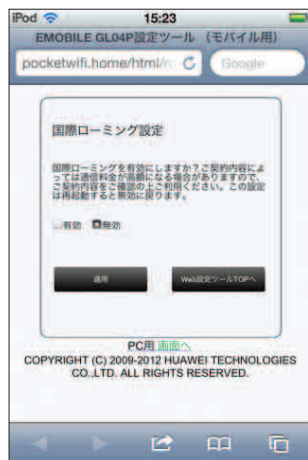 iPod 15:23
EMOBILE GL04P設定ツール (モバイル用)
pocketwifi.home/html/ Google
国際ローミング設定
国際ローミングを有効にしますか？ご契約内容によ
っては通信料金が高額になる場合がありますので、
ご契約内容をご確認の上ご利用ください。この設定
は再起動すると無効に戻ります。
有効 無効
適用 Web設定ツールTOPへ
PC用 画面へ
COPYRIGHT (C) 2009-2012 HUAWEI TECHNOLOGIES
CO.,LTD. ALL RIGHTS RESERVED.